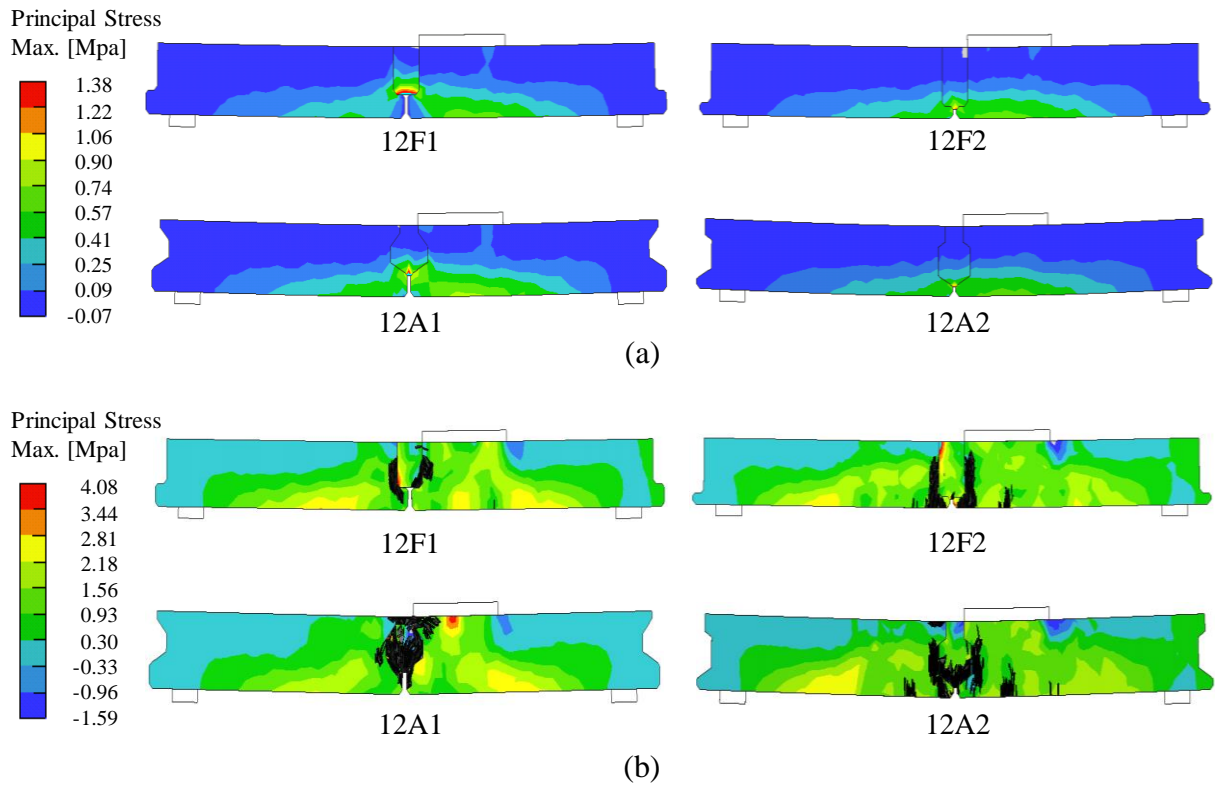 Principal Stress
Max. [Mpa]
1.38
1.22
1.06
0.90
0.74
0.57
0.41
0.25
0.09
-0.07
12F1
12F2
12A1
12A2
(a)
Principal Stress
Max. [Mpa]
4.08
3.44
2.81
2.18
1.56
0.93
0.30
-0.33
-0.96
-1.59
12F1
12F2
12A1
12A2
(b)